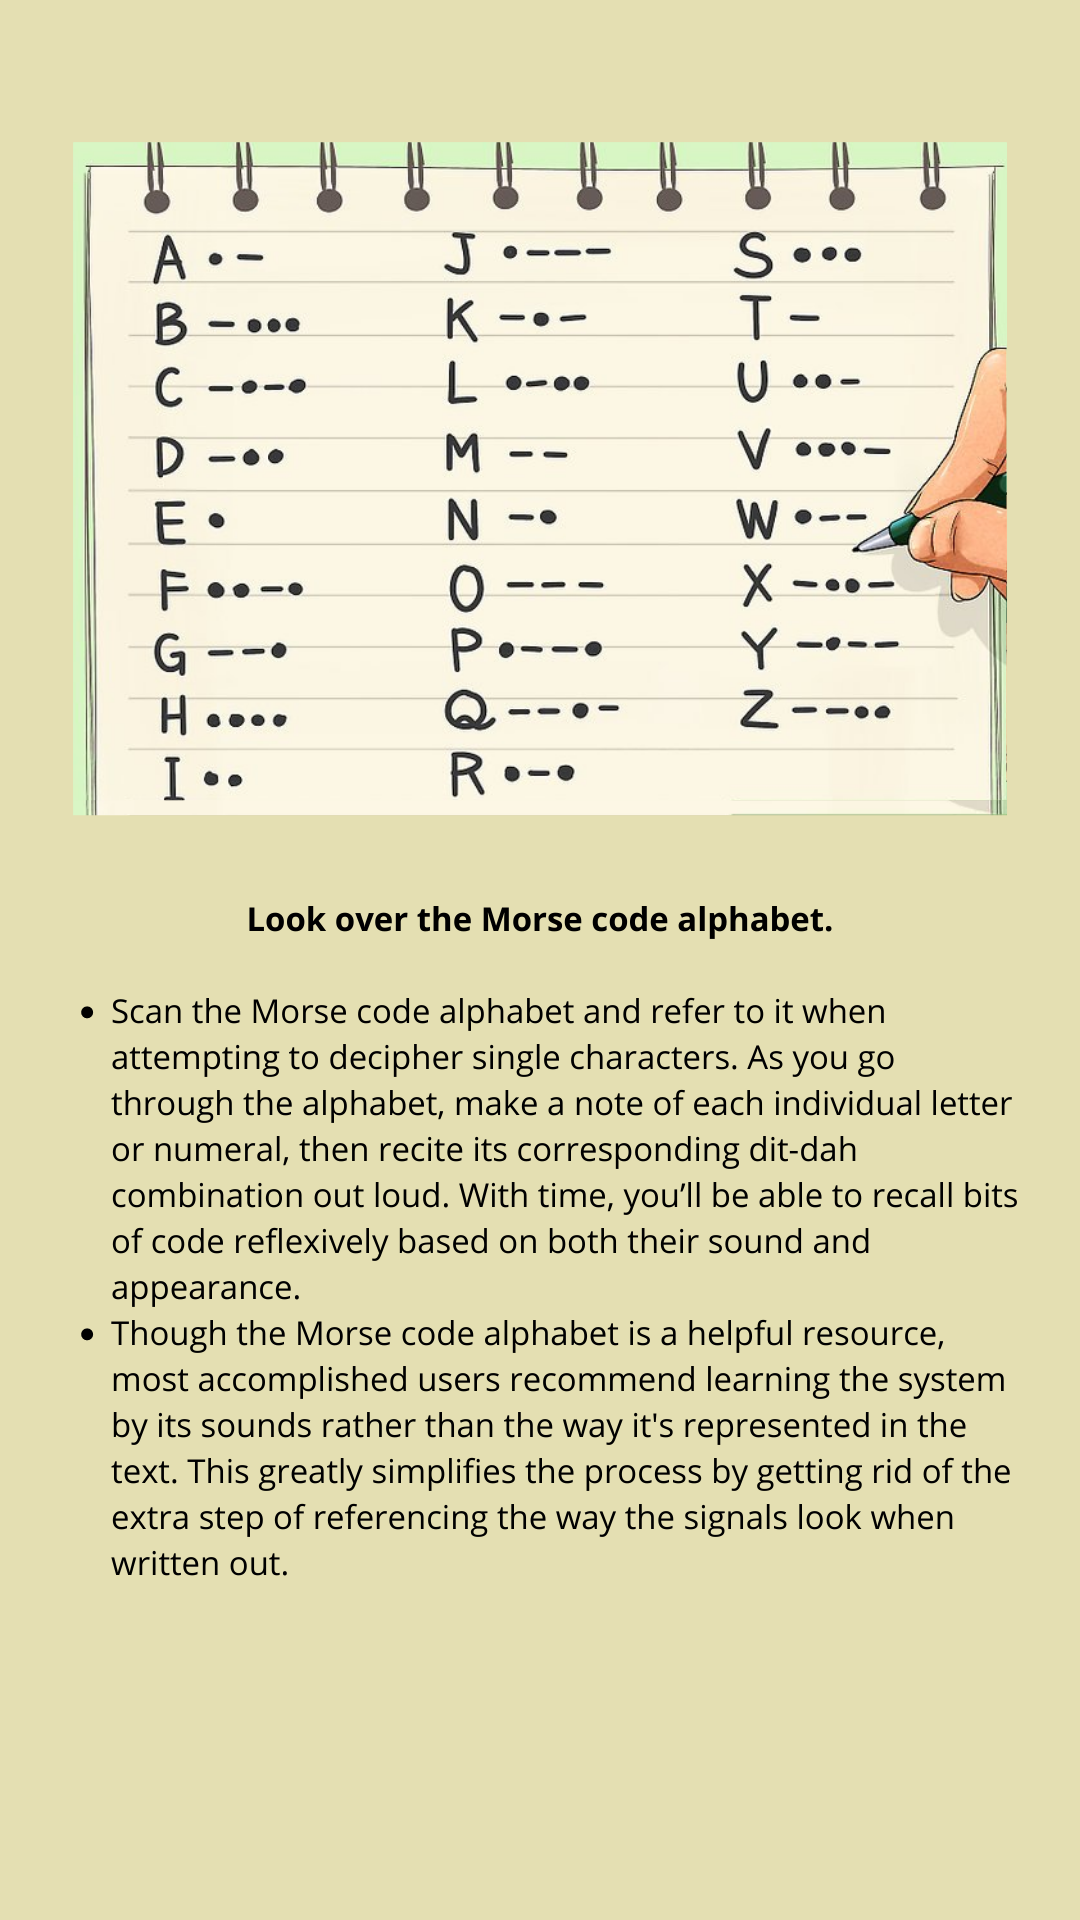 A •–
J •–––
S •••
B –•••
K –•–
T –
C –•–•
L •–••
U ••–
D –••
M ––
V •••–
E •
N –•
W •––
F ••–•
O –––
X –••–
G ––•
P •–––•
Y –•––
H ••••
Q ––•–
Z ––••
I ••
R •–•
Look over the Morse code alphabet.
• Scan the Morse code alphabet and refer to it when
attempting to decipher single characters. As you go
through the alphabet, make a note of each individual letter
or numeral, then recite its corresponding dit-dah
combination out loud. With time, you’ll be able to recall bits
of code reflexively based on both their sound and
appearance.
• Though the Morse code alphabet is a helpful resource,
most accomplished users recommend learning the system
by its sounds rather than the way it's represented in the
text. This greatly simplifies the process by getting rid of the
extra step of referencing the way the signals look when
written out.